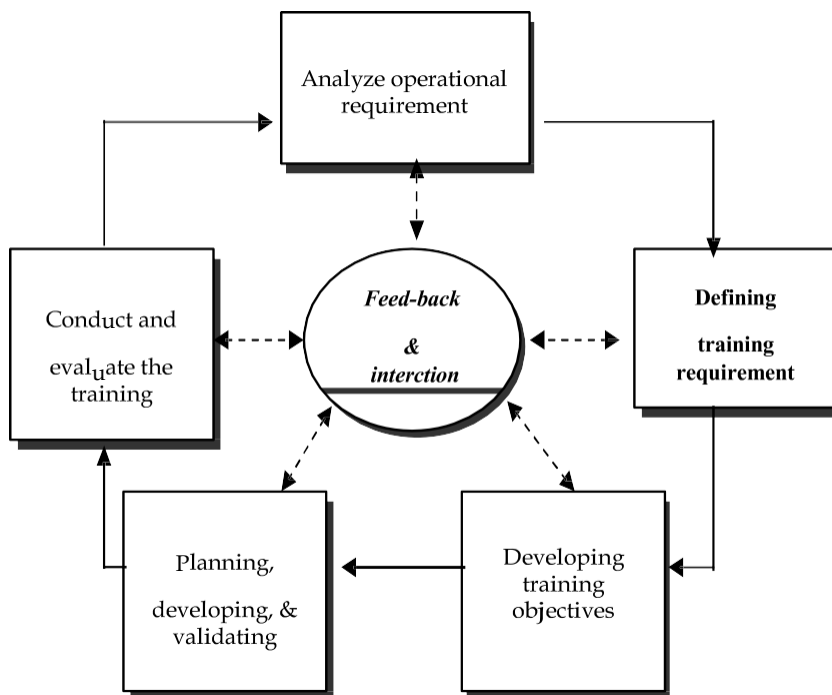 Analyze operational
requirement
Feed-back
&
interction
Defining
training
requirement
Conduct and
evaluate the
training
Planning,
developing, &
validating
Developing
training
objectives